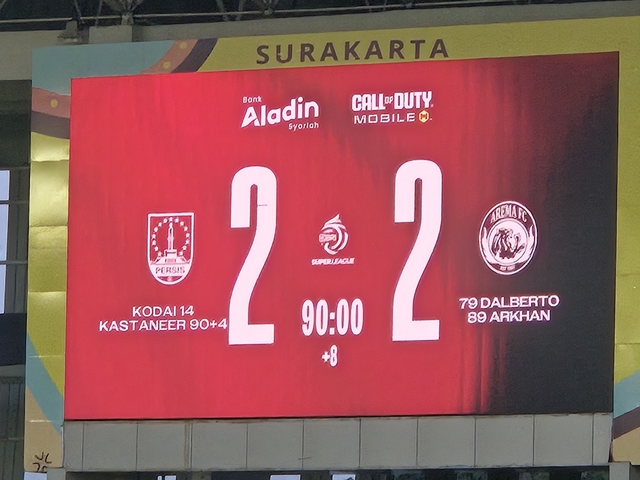 SURAKARTA
Bank
Aladin
Syariah
CALL OF DUTY
MOBILE
2
2
PERSIS
AREMA FC
SUPER LEAGUE
KODAI 14
KASTANEER 90+4
90:00
+8
79 DALBERTO
89 ARKHAN